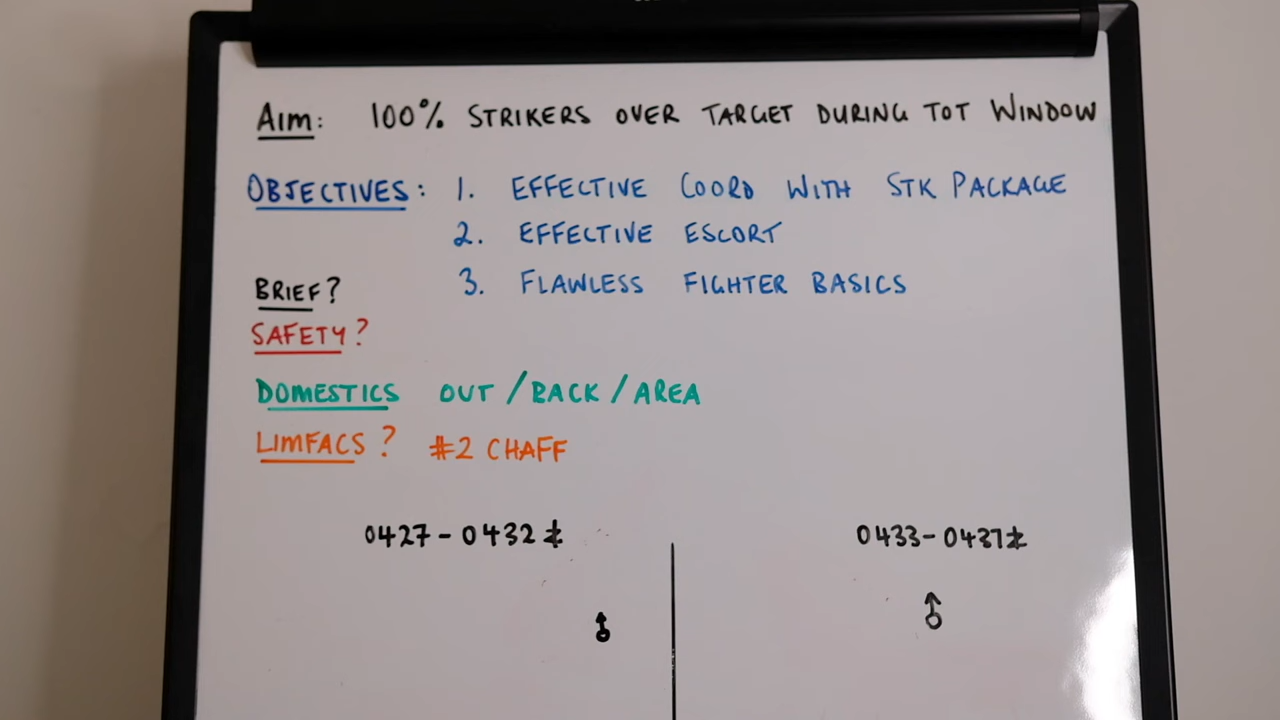 AIM: 100% STRIKERS OVER TARGET DURING TOT WINDOW
OBJECTIVES: 1. EFFECTIVE COORD WITH STK PACKAGE
2. EFFECTIVE ESCORT
3. FLAWLESS FIGHTER BASICS
BRIEF?
SAFETY?
DOMESTICS OUT/BACK/AREA
LIMFACS? #2 CHAFF
0427-0432Z 0433-0437Z